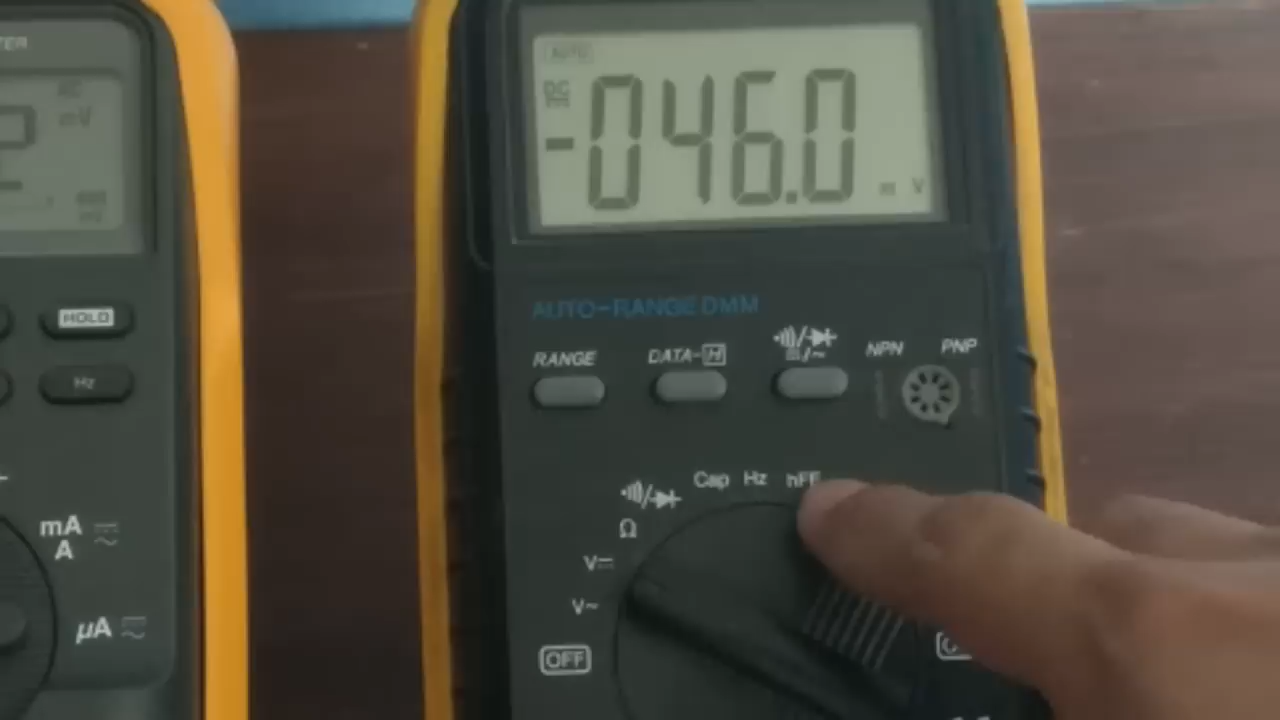 TER
mV
HOLD
Hz
mA
A
µA
AUTO
DC
-046.0
m V
AUTO-RANGE DMM
RANGE
DATA-H
NPN
PNP
Cap
Hz
Ω
V
V~
OFF